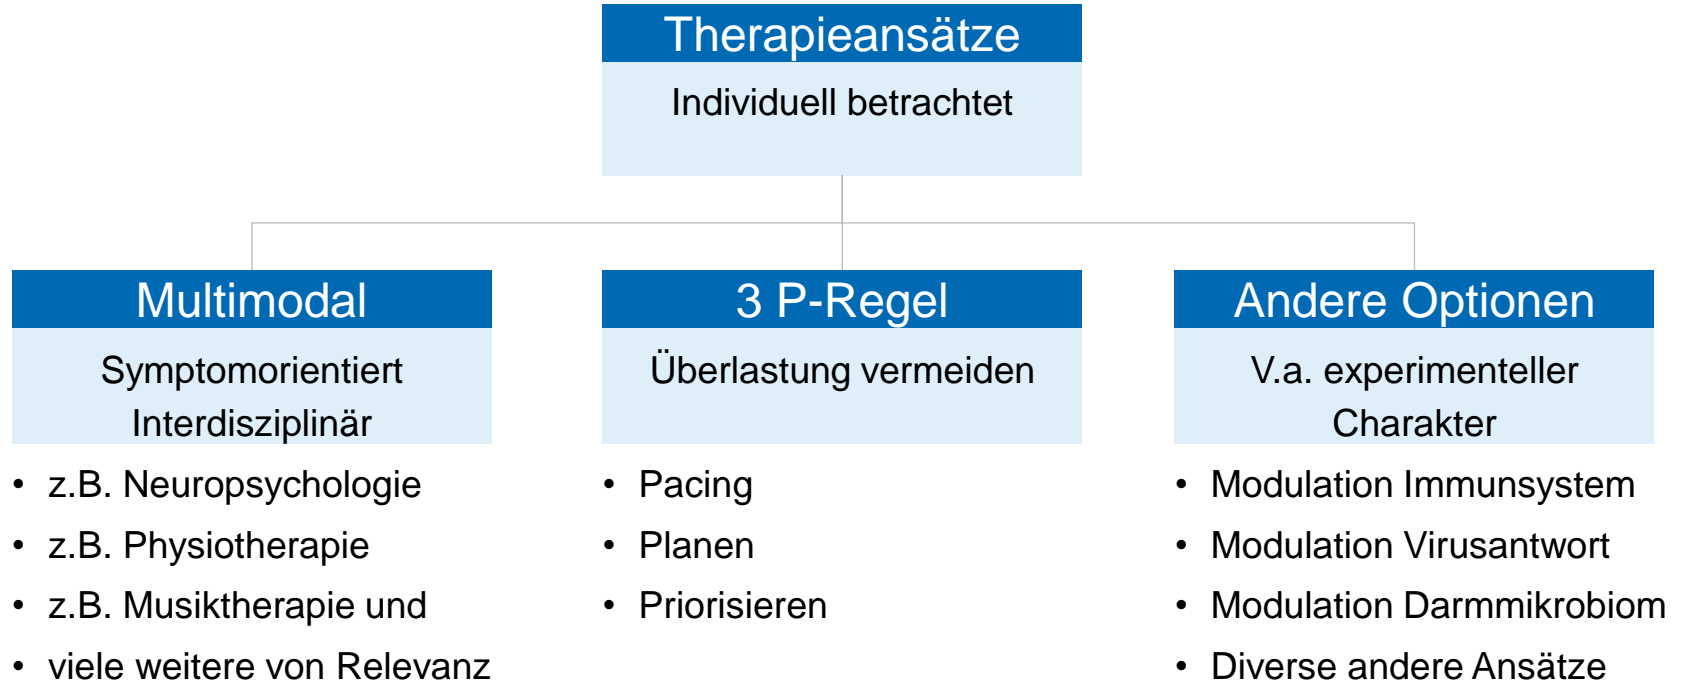 Therapieansätze
Individuell betrachtet
Multimodal
Symptomorientiert
Interdisziplinär
• z.B. Neuropsychologie
• z.B. Physiotherapie
• z.B. Musiktherapie und
• viele weitere von Relevanz
3 P-Regel
Überlastung vermeiden
• Pacing
• Planen
• Priorisieren
Andere Optionen
V.a. experimenteller
Charakter
• Modulation Immunsystem
• Modulation Virusantwort
• Modulation Darmmikrobiom
• Diverse andere Ansätze